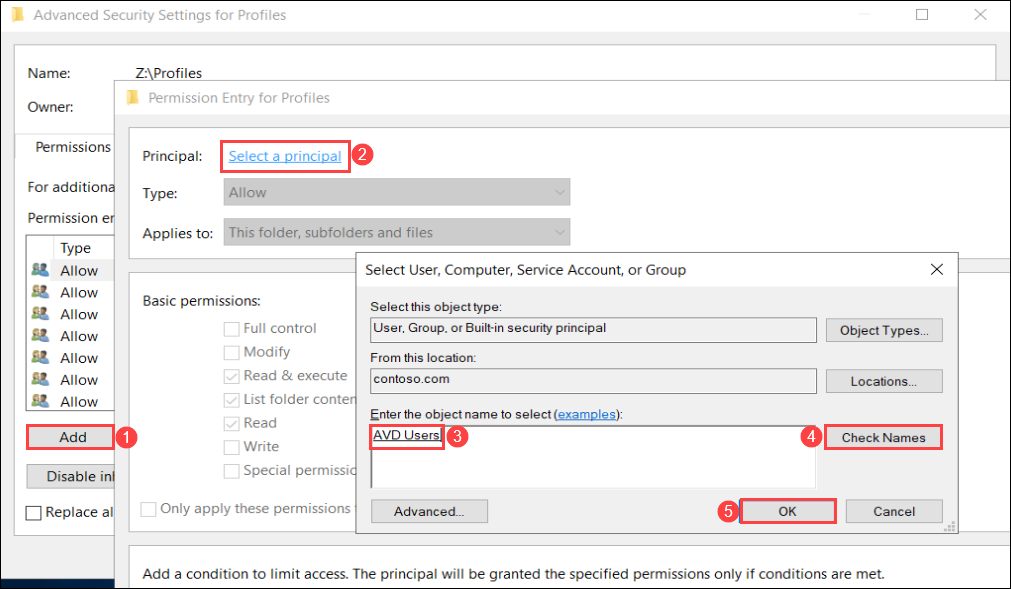 Advanced Security Settings for Profiles
Name: Z:\Profiles
Owner:
Permission Entry for Profiles
Permissions
Principal: Select a principal 2
For additiona
Type: Allow
Permission en
Applies to: This folder, subfolders and files
Type
Allow
Allow
Allow
Allow
Allow
Allow
Allow
Add 1
Disable inh
Replace al
Basic permissions:
Full control
Modify
Read & execute
List folder conten
Read
Write
Special permissio
Only apply these permissions
Select User, Computer, Service Account, or Group
Select this object type:
User, Group, or Built-in security principal Object Types...
From this location:
contoso.com Locations...
Enter the object name to select (examples):
AVD Users 3 4 Check Names
Advanced... 5 OK Cancel
Add a condition to limit access. The principal will be granted the specified permissions only if conditions are met.